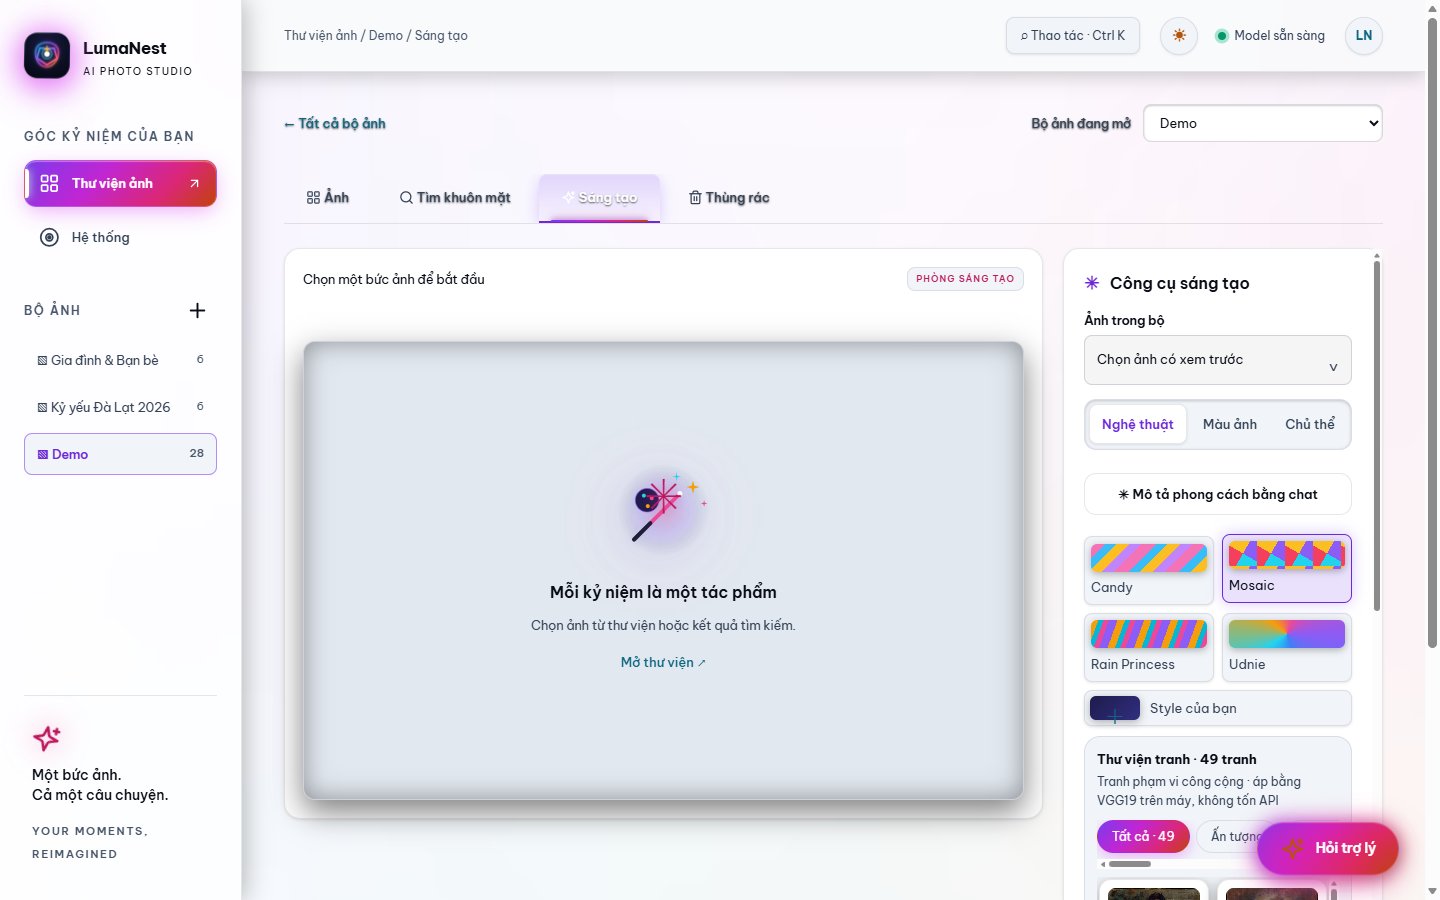 LumaNest
AI PHOTO STUDIO
GÓC KỶ NIỆM CỦA BẠN
Thư viện ảnh
Hệ thống
BỘ ẢNH
Gia đình & Bạn bè 6
Kỷ yếu Đà Lạt 2026 6
Demo 28
Một bức ảnh.
Cả một câu chuyện.
YOUR MOMENTS,
REIMAGINED
Thư viện ảnh / Demo / Sáng tạo
Thao tác · Ctrl K
Model sẵn sàng
LN
← Tất cả bộ ảnh
Bộ ảnh đang mở
Demo
Ảnh
Tìm khuôn mặt
Sáng tạo
Thùng rác
Chọn một bức ảnh để bắt đầu
PHÒNG SÁNG TẠO
Mỗi kỷ niệm là một tác phẩm
Chọn ảnh từ thư viện hoặc kết quả tìm kiếm.
Mở thư viện ↗
Công cụ sáng tạo
Ảnh trong bộ
Chọn ảnh có xem trước
Nghệ thuật
Màu ảnh
Chủ thể
Mô tả phong cách bằng chat
Candy
Mosaic
Rain Princess
Udnie
Style của bạn
Thư viện tranh · 49 tranh
Tranh phạm vi công cộng · áp bằng
VGG19 trên máy, không tốn API
Tất cả · 49
Ấn tượng
Hỏi trợ lý